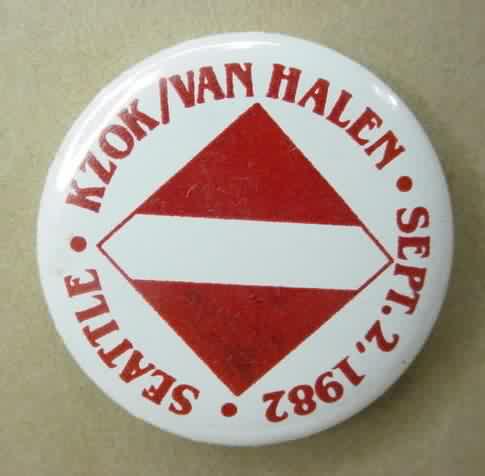 KZOK/VAN HALEN • SEPT. 2, 1982 • SEATTLE •